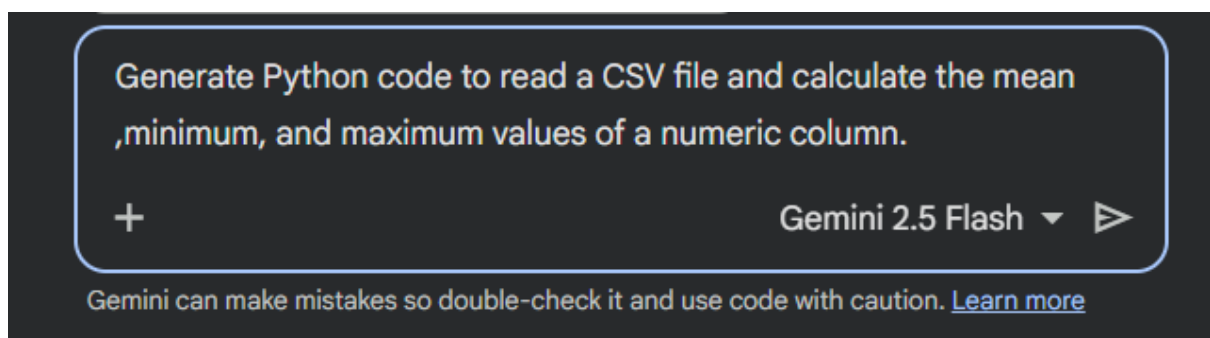 Generate Python code to read a CSV file and calculate the mean
,minimum, and maximum values of a numeric column.
Gemini 2.5 Flash
Gemini can make mistakes so double-check it and use code with caution. Learn more